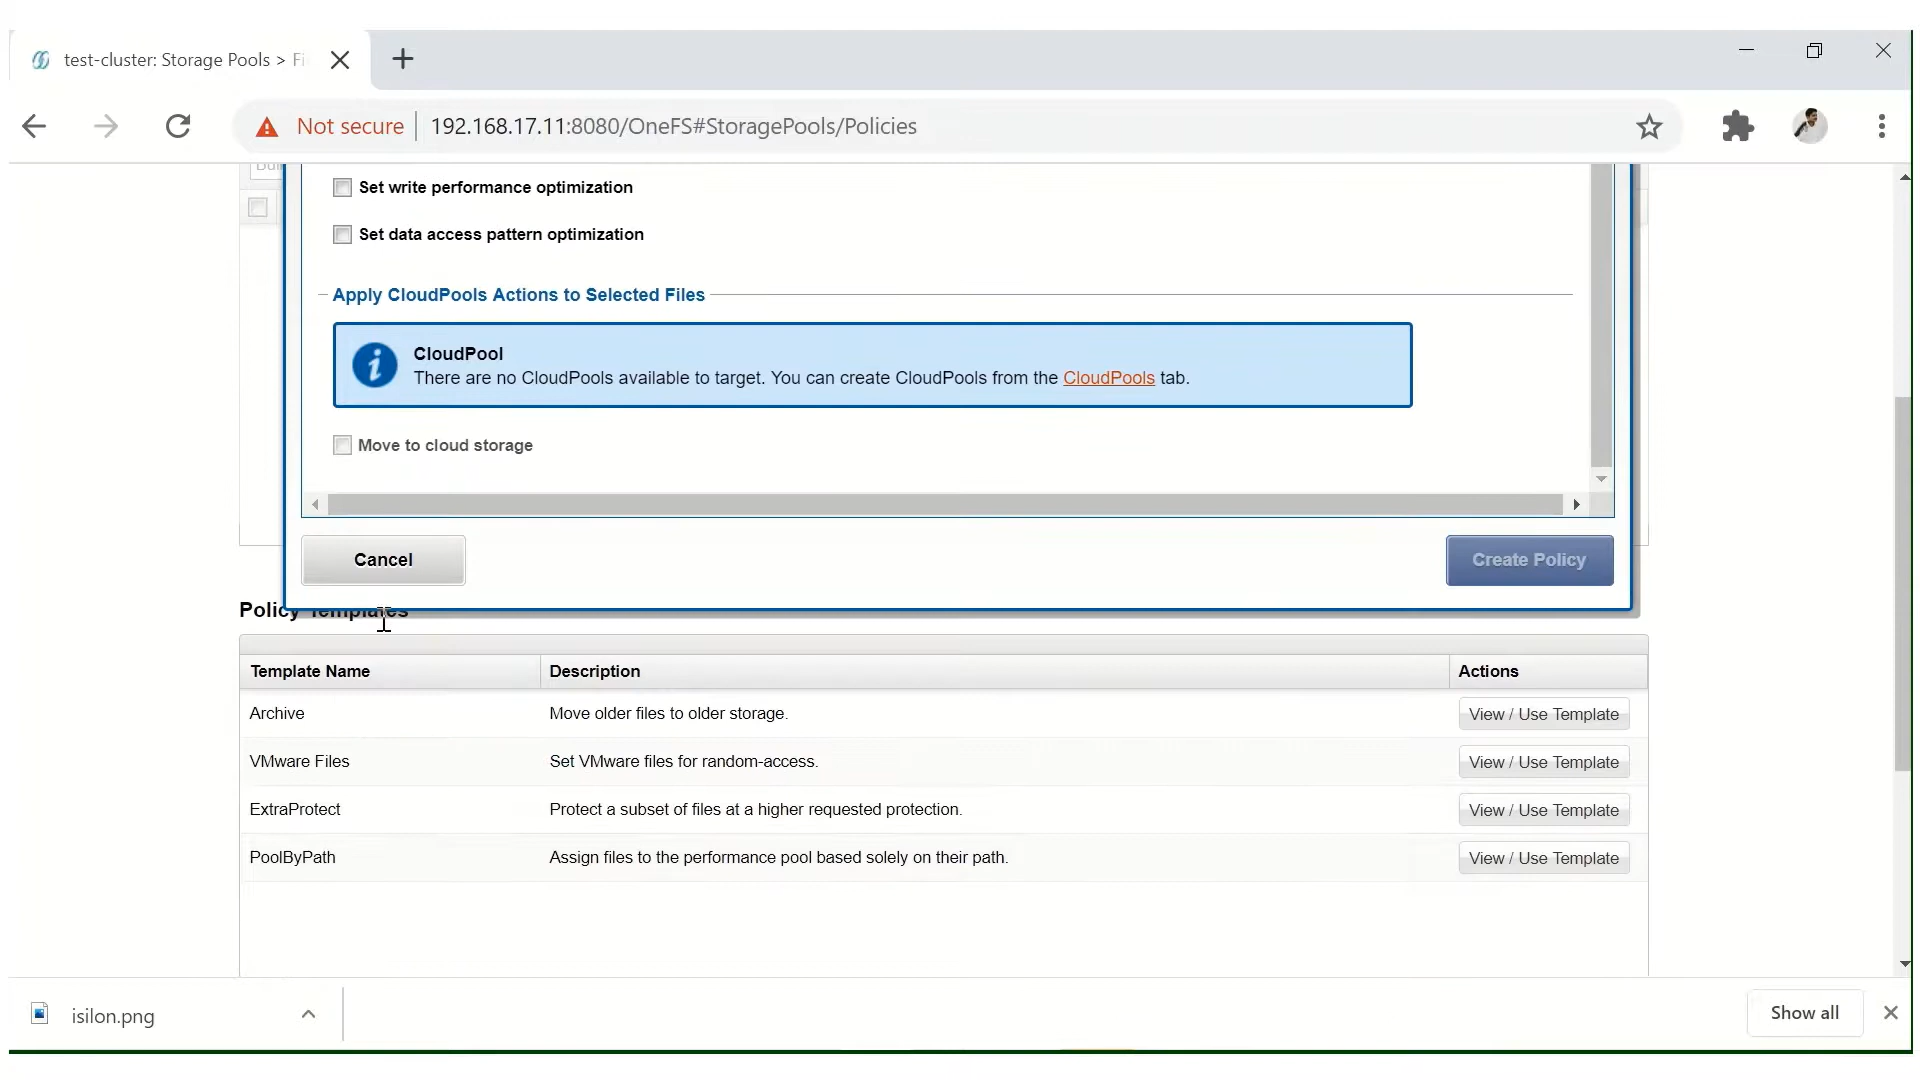 test-cluster: Storage Pools > Fi
Not secure
192.168.17.11:8080/OneFS#StoragePools/Policies
Set write performance optimization
Set data access pattern optimization
Apply CloudPools Actions to Selected Files
CloudPool
There are no CloudPools available to target. You can create CloudPools from the CloudPools tab.
Move to cloud storage
Cancel
Create Policy
Policy Templates
Template Name
Description
Actions
Archive
Move older files to older storage.
View / Use Template
VMware Files
Set VMware files for random-access.
View / Use Template
ExtraProtect
Protect a subset of files at a higher requested protection.
View / Use Template
PoolByPath
Assign files to the performance pool based solely on their path.
View / Use Template
isilon.png
Show all